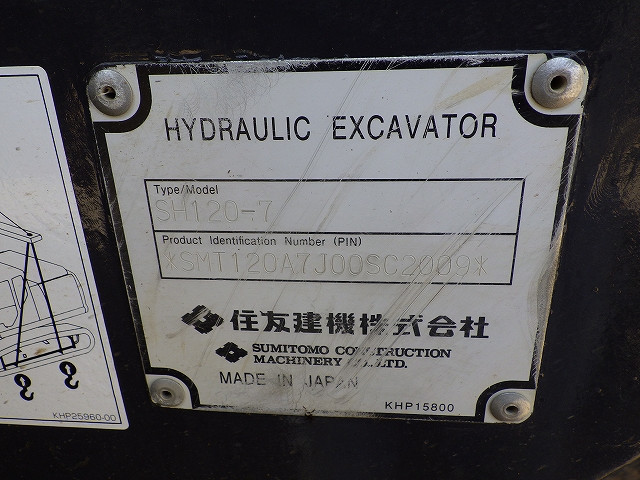 HYDRAULIC EXCAVATOR
Type/Model
SH120-7
Product Identification Number (PIN)
*SMT120A7J00SC2009*
住友建機株式会社
SUMITOMO CONSTRUCTION
MACHINERY CO.,LTD.
MADE IN JAPAN
KHP15800
KHP25960-00